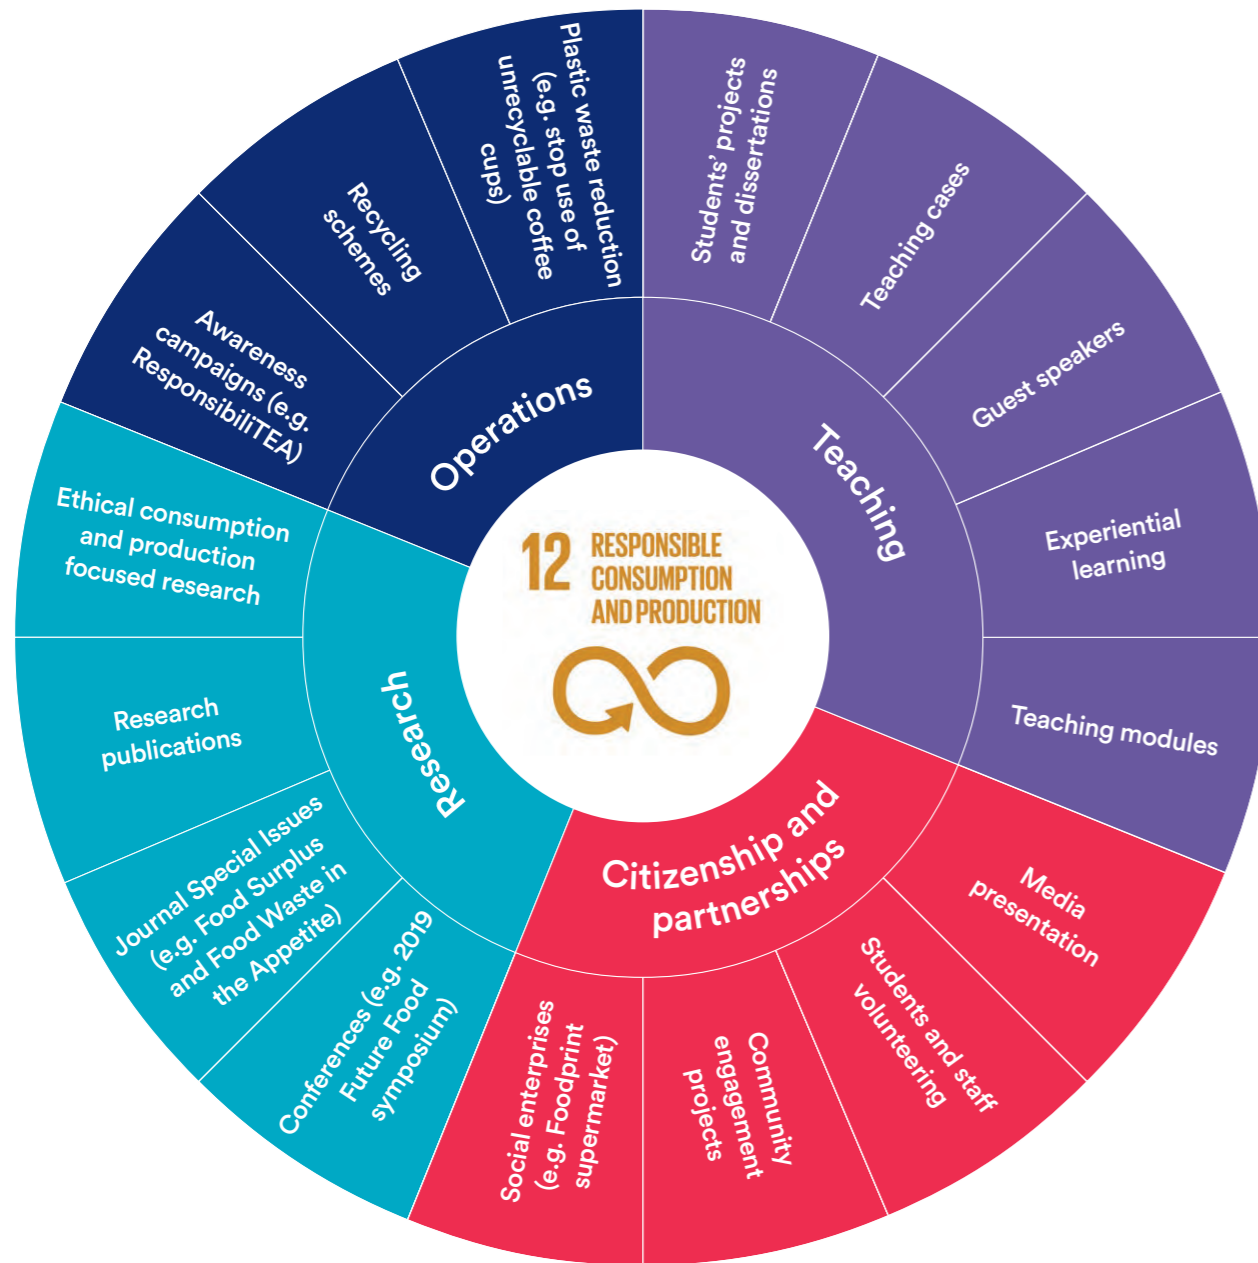 12
RESPONSIBLE
CONSUMPTION
AND PRODUCTION
Teaching
Students’ projects
and dissertations
Teaching cases
Guest speakers
Experiential
learning
Teaching modules
Citizenship and
partnerships
Media
presentation
Students and staff
volunteering
Community
engagement
projects
Social enterprises
(e.g. Foodprint
supermarket)
Research
Conferences (e.g. 2019
Future Food
symposium)
Journal Special Issues
(e.g. Food Surplus
and Food Waste in
the Appetite)
Research
publications
Ethical consumption
and production
focused research
Operations
Awareness
campaigns (e.g.
ResponsibiliTEA)
Recycling
schemes
Plastic waste reduction
(e.g. stop use of
unrecyclable coffee
cups)